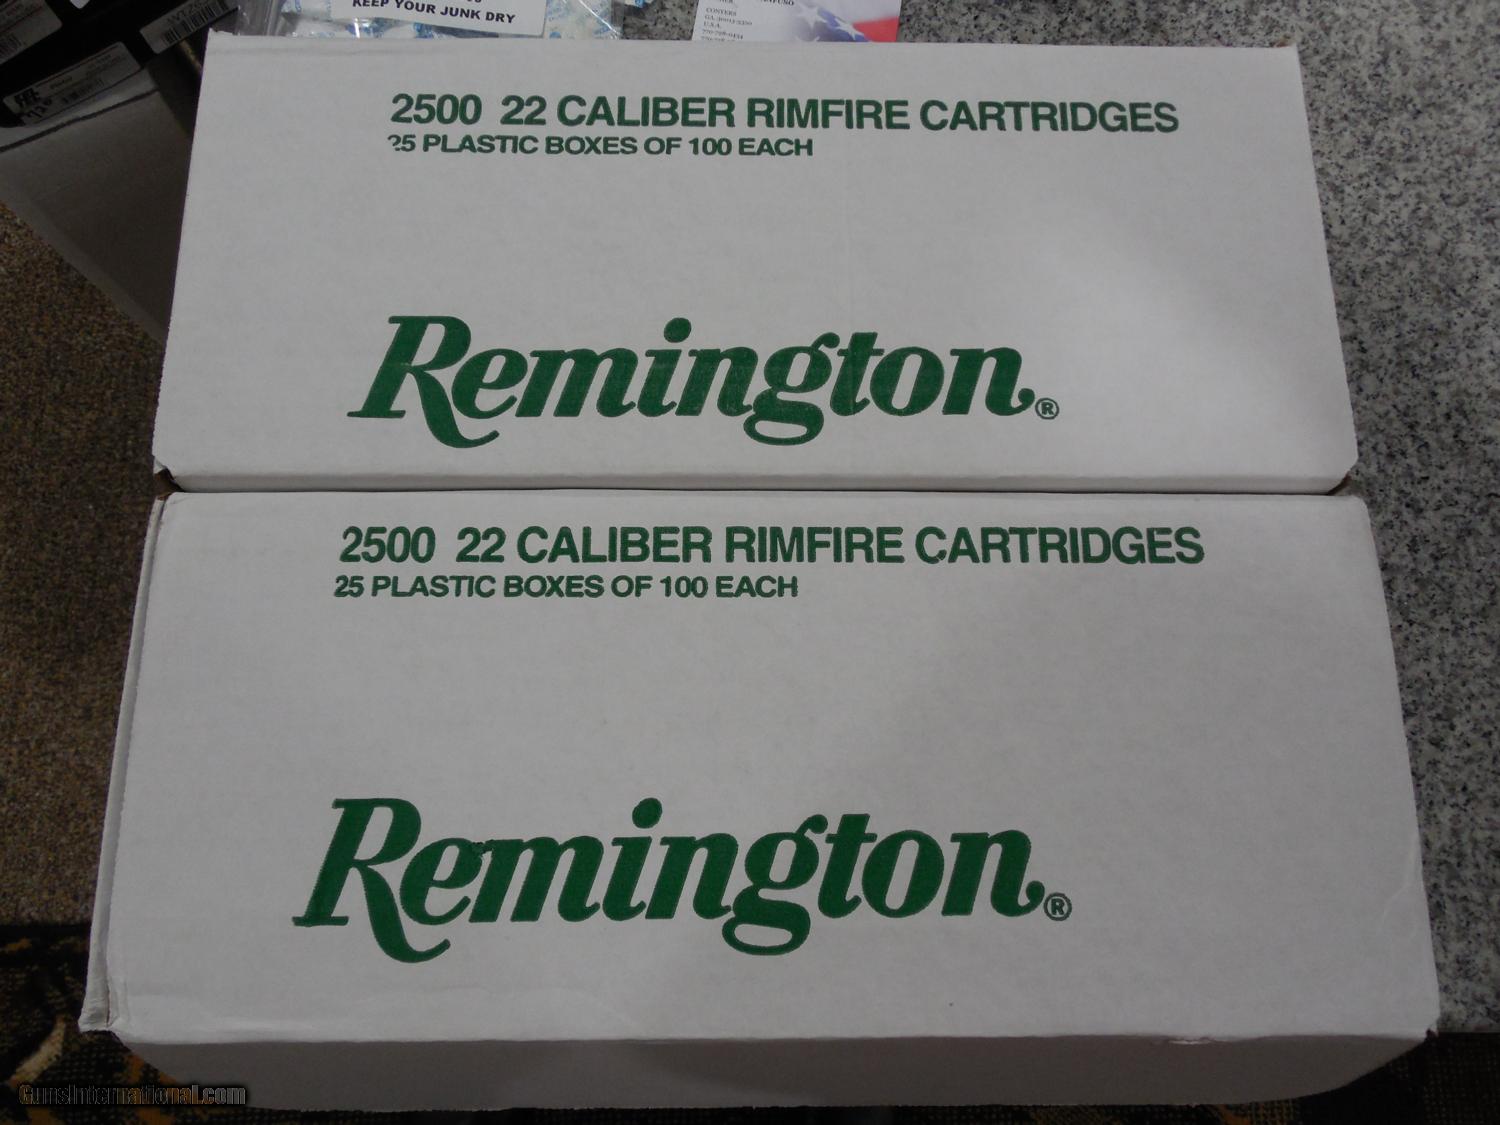 KEEP YOUR JUNK DRY
CONYERS
U.S.A.
2500 22 CALIBER RIMFIRE CARTRIDGES
25 PLASTIC BOXES OF 100 EACH
Remington®
2500 22 CALIBER RIMFIRE CARTRIDGES
25 PLASTIC BOXES OF 100 EACH
Remington®
GunsInternational.com